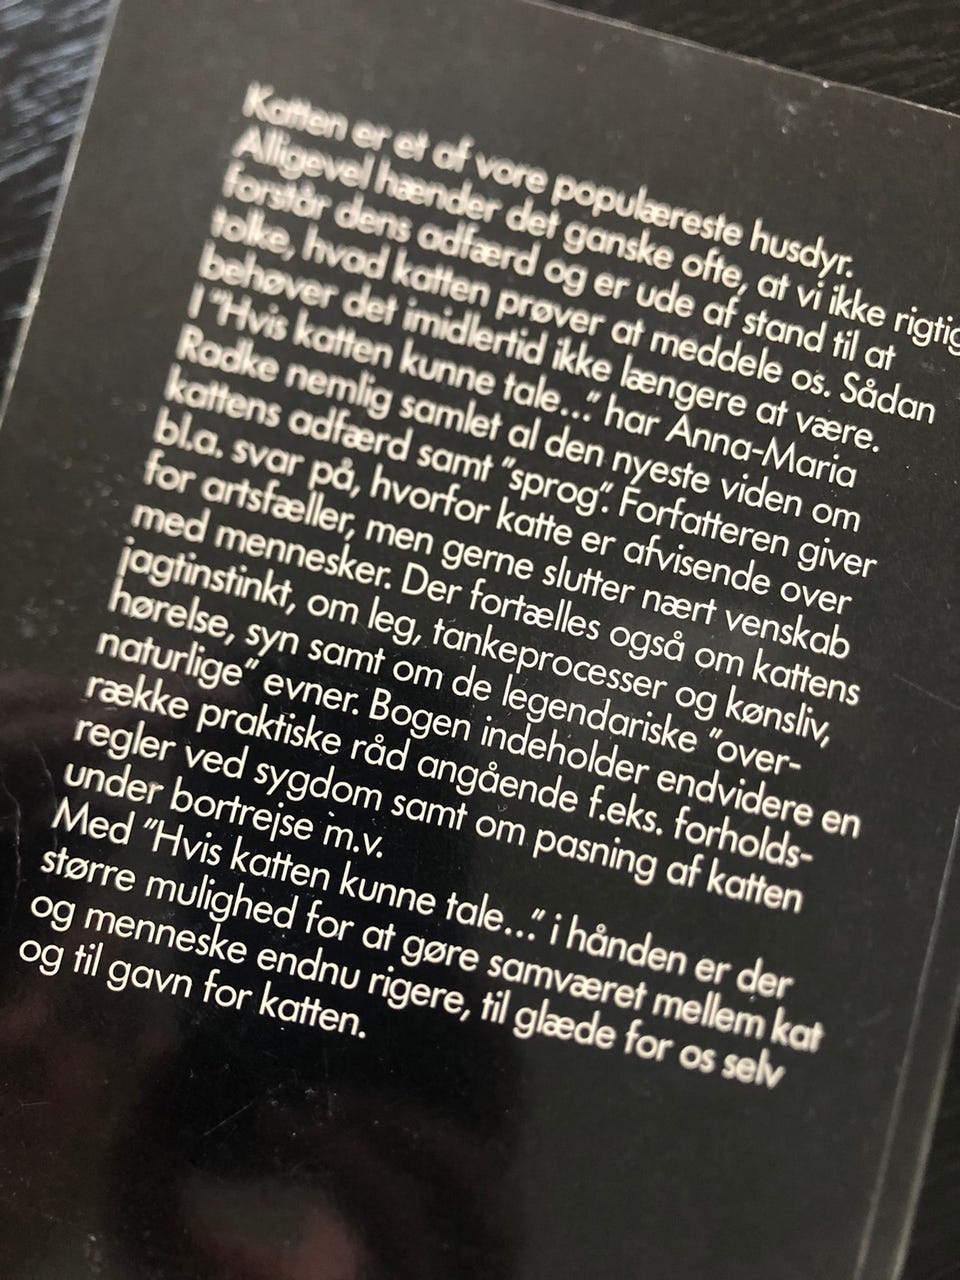 Katten er et af vore populæreste husdyr.
Alligevel hænder det ganske ofte, at vi ikke rigtig
forstår dens adfærd og er ude af stand til at
tolke, hvad katten prøver at meddele os. Sådan
behøver det imidlertid ikke længere at være.
I "Hvis katten kunne tale..." har Anna-Maria
Radke nemlig samlet al den nyeste viden om
kattens adfærd samt "sprog". Forfatteren giver
bl.a. svar på, hvorfor katte er afvisende over
for artsfæller, men gerne slutter nært venskab
med mennesker. Der fortælles også om kattens
jagtinstinkt, om leg, tankeprocesser og kønsliv,
hørelse, syn samt om de legendariske "over-
naturlige" evner. Bogen indeholder endvidere en
række praktiske råd angående f.eks. forholds-
regler ved sygdom samt om pasning af katten
under bortrejse m.v.
Med "Hvis katten kunne tale..." i hånden er der
større mulighed for at gøre samværet mellem kat
og menneske endnu rigere, til glæde for os selv
og til gavn for katten.